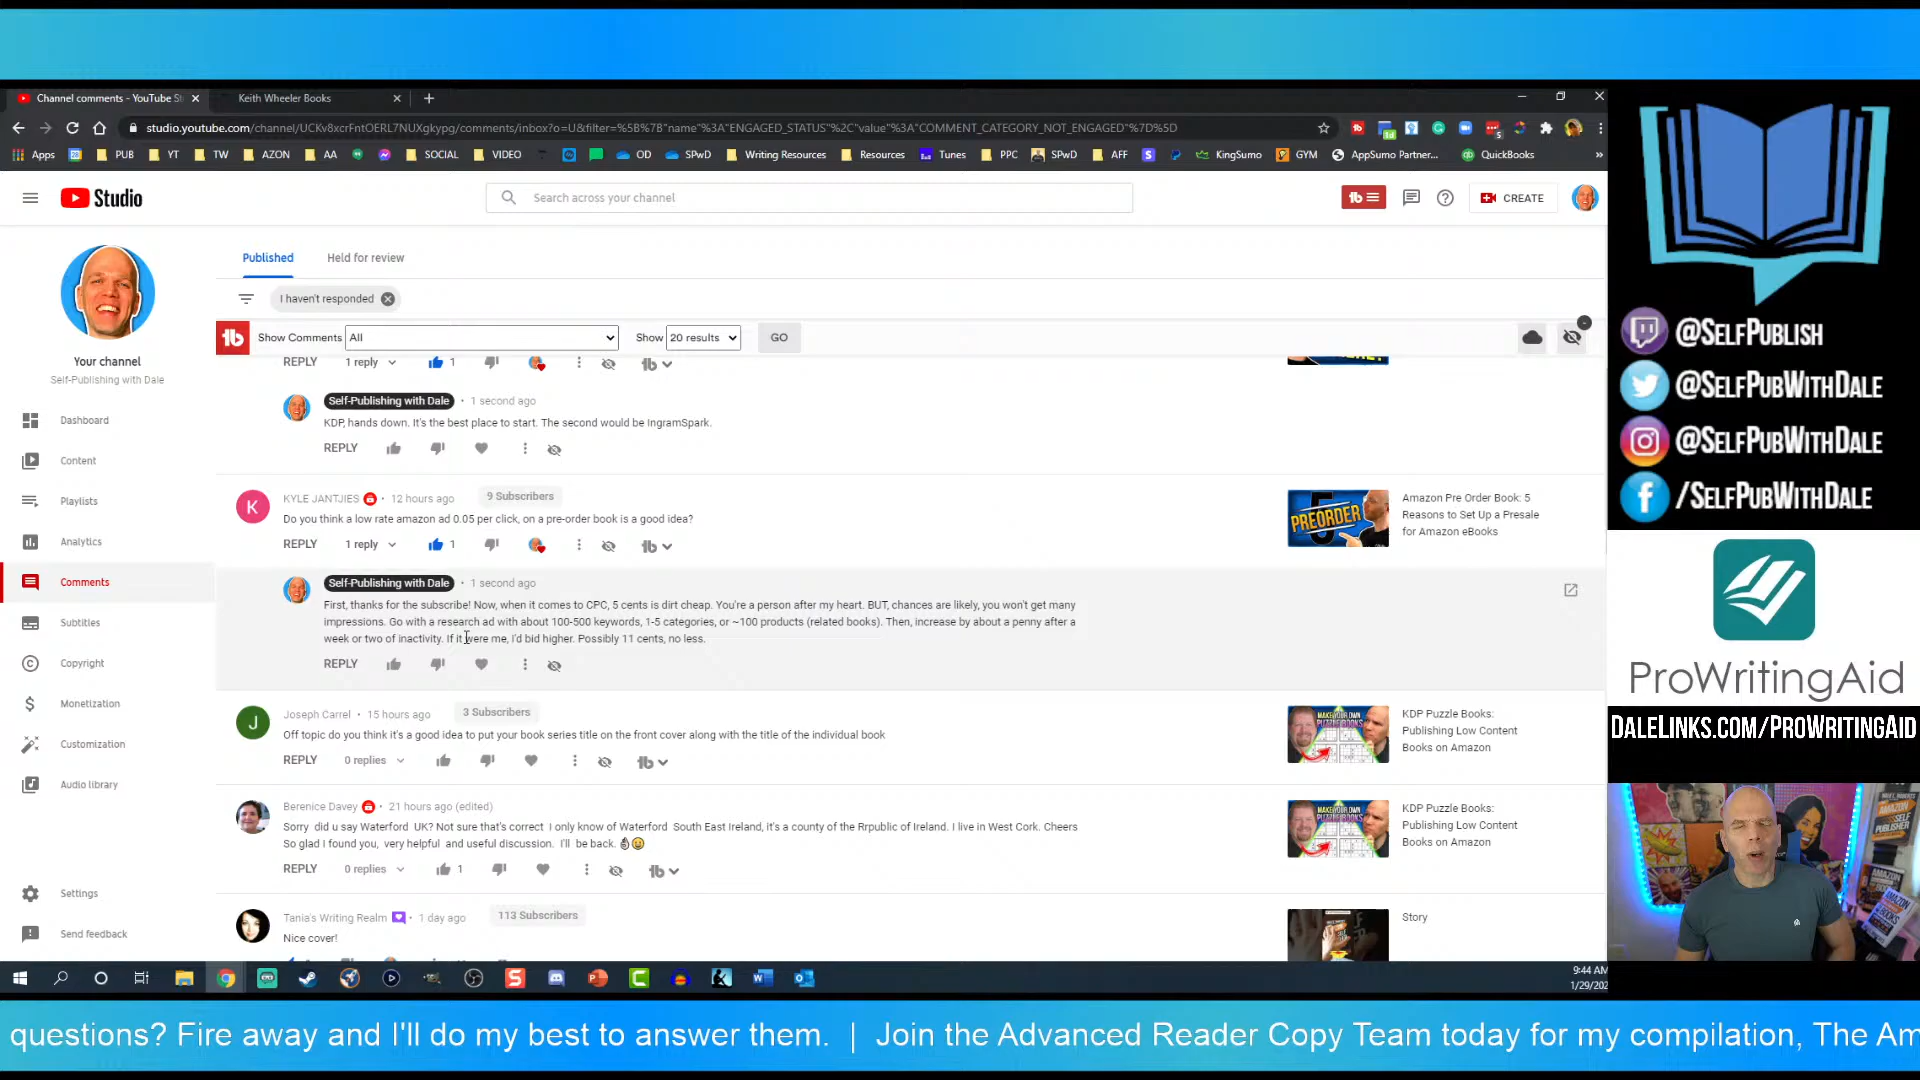 Channel comments - YouTube St
Keith Wheeler Books
studio.youtube.com/channel/UCKv8xcrFntOERL7NUXgkypg/comments/inbox?o=U&filter=%5B%7B"name"%3A"ENGAGED_STATUS"%2C"value"%3A"COMMENT_CATEGORY_NOT_ENGAGED"%7D%5D
Apps PUB YT TW AZON AA SOCIAL VIDEO OD SPwD Writing Resources Resources Tunes PPC SPwD AFF KingSumo GYM AppSumo Partner... QuickBooks »
Studio
Search across your channel
CREATE
Published
Held for review
I haven't responded
Your channel
Self-Publishing with Dale
Show Comments All Show 20 results GO
Dashboard
Content
Playlists
Analytics
Comments
Subtitles
Copyright
Monetization
Customization
Audio library
Settings
Send feedback
REPLY 1 reply 1
Self-Publishing with Dale • 1 second ago
KDP, hands down. It's the best place to start. The second would be IngramSpark.
REPLY
K
KYLE JANTJIES • 12 hours ago 9 Subscribers
Do you think a low rate amazon ad 0.05 per click, on a pre-order book is a good idea?
REPLY 1 reply 1
5
PREORDER
Amazon Pre Order Book: 5
Reasons to Set Up a Presale
for Amazon eBooks
Self-Publishing with Dale • 1 second ago
First, thanks for the subscribe! Now, when it comes to CPC, 5 cents is dirt cheap. You're a person after my heart. BUT, chances are likely, you won't get many
impressions. Go with a research ad with about 100-500 keywords, 1-5 categories, or ~100 products (related books). Then, increase by about a penny after a
week or two of inactivity. If it were me, I'd bid higher. Possibly 11 cents, no less.
REPLY
J
Joseph Carrel • 15 hours ago 3 Subscribers
Off topic do you think it's a good idea to put your book series title on the front cover along with the title of the individual book
REPLY 0 replies
MAKE YOUR OWN
PUZZLE BOOKS
KDP Puzzle Books:
Publishing Low Content
Books on Amazon
Berenice Davey • 21 hours ago (edited)
Sorry did u say Waterford UK? Not sure that's correct I only know of Waterford South East Ireland, it's a county of the Rrpublic of Ireland. I live in West Cork. Cheers
So glad I found you, very helpful and useful discussion. I'll be back.
REPLY 0 replies 1
MAKE YOUR OWN
PUZZLE BOOKS
KDP Puzzle Books:
Publishing Low Content
Books on Amazon
Tania's Writing Realm • 1 day ago 113 Subscribers
Nice cover!
Story
9:44 AM
1/29/202
@SelfPublish
@SelfPubWithDale
@SelfPubWithDale
/SelfPubWithDale
ProWritingAid
DaleLinks.com/ProWritingAid
questions? Fire away and I'll do my best to answer them. | Join the Advanced Reader Copy Team today for my compilation, The Am